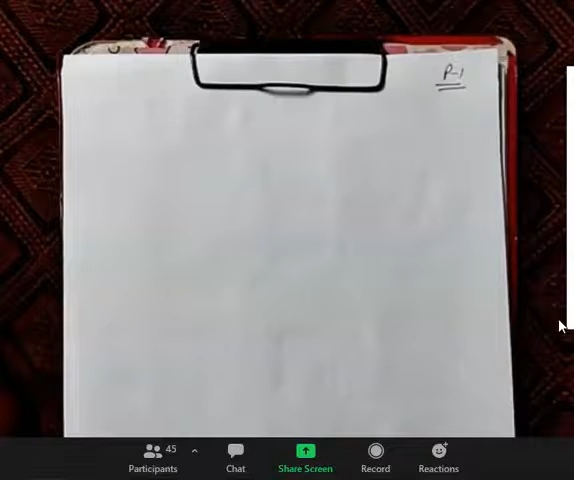 P-1
45
Participants
Chat
Share Screen
Record
Reactions